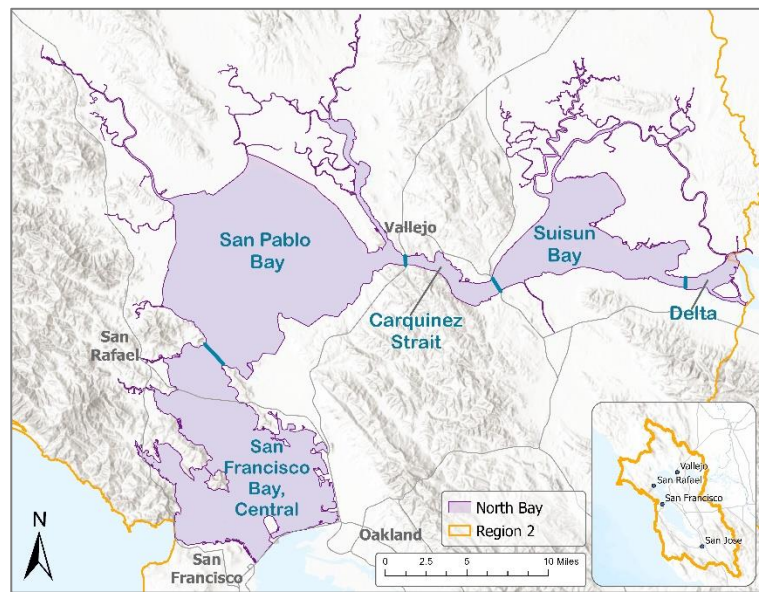 San Pablo
Bay
Vallejo
Suisun
Bay
Carquinez
Strait
Delta
San
Rafael
San
Francisco
Bay,
Central
Oakland
San
Francisco
N
North Bay
Region 2
0 2.5 5 10 Miles
Vallejo
San Rafael
San Francisco
San Jose